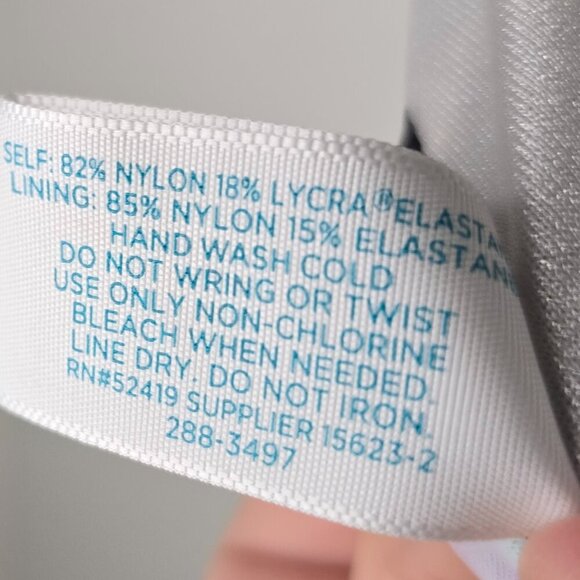 SELF: 82% NYLON 18% LYCRA® ELASTA
LINING: 85% NYLON 15% ELASTANE
HAND WASH COLD
DO NOT WRING OR TWIST
USE ONLY NON-CHLORINE
BLEACH WHEN NEEDED.
LINE DRY. DO NOT IRON.
RN#52419 SUPPLIER 15623-2
288-3497